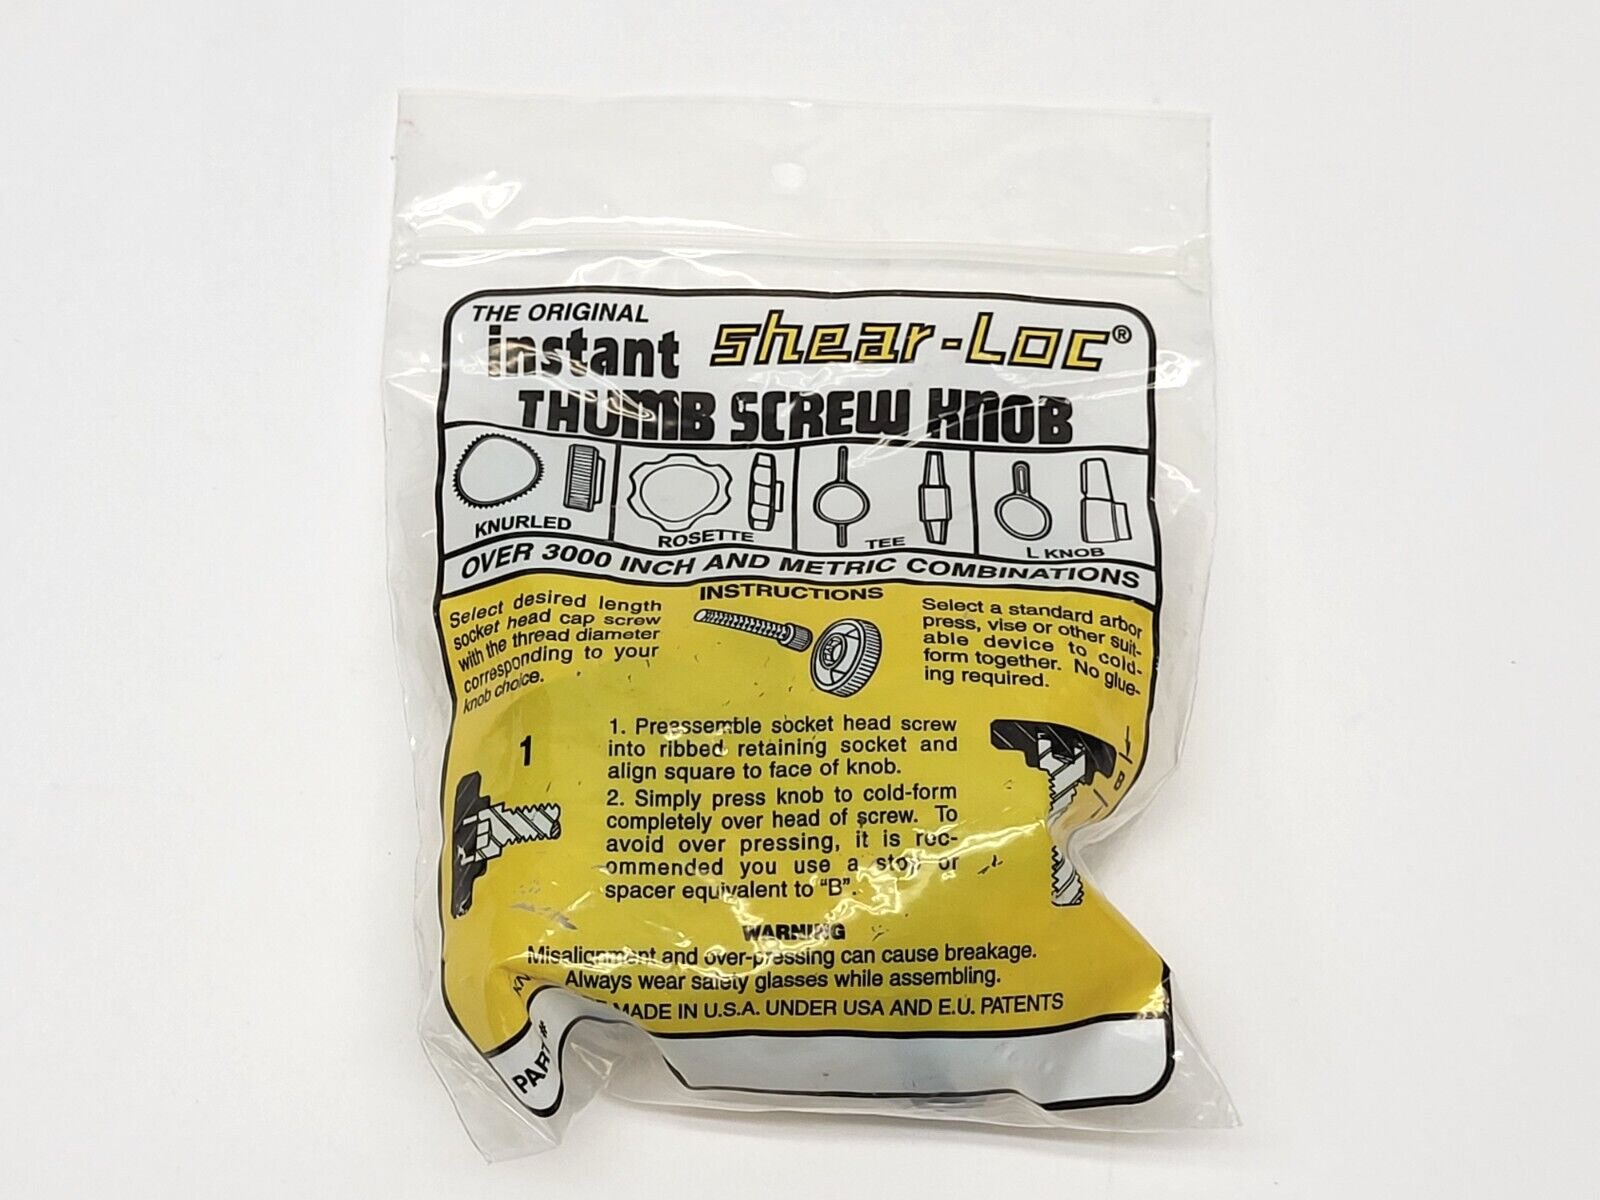 THE ORIGINAL
instant shear-Loc®
THUMB SCREW KNOB
KNURLED
ROSETTE
TEE
L KNOB
OVER 3000 INCH AND METRIC COMBINATIONS
INSTRUCTIONS
Select desired length
socket head cap screw
with the thread diameter
corresponding to your
knob choice.
Select a standard arbor
press, vise or other suit-
able device to cold-
form together. No glue-
ing required.
1
1. Preassemble socket head screw
into ribbed retaining socket and
align square to face of knob.
2. Simply press knob to cold-form
completely over head of screw. To
avoid over pressing, it is rec-
ommended you use a stop or
spacer equivalent to "B".
B
WARNING
Misalignment and over-pressing can cause breakage.
Always wear safety glasses while assembling.
MADE IN U.S.A. UNDER USA AND E.U. PATENTS
PART #